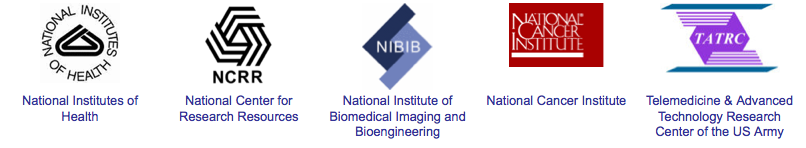 NATIONAL INSTITUTES
OF HEALTH
NCRR
NIBIB
NATIONAL
CANCER
INSTITUTE
TATRC
National Institutes of
Health
National Center for
Research Resources
National Institute of
Biomedical Imaging and
Bioengineering
National Cancer Institute
Telemedicine & Advanced
Technology Research
Center of the US Army